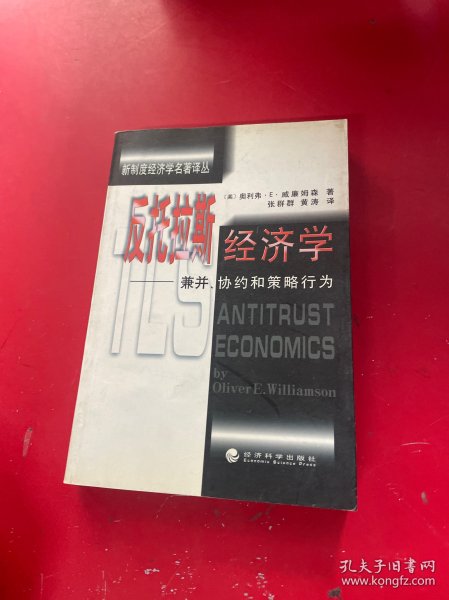 新制度经济学名著译丛
〔美〕奥利弗·E·威廉姆森 著
张群群 黄涛 译
反托拉斯经济学
——兼并、协约和策略行为
ANTITRUST
ECONOMICS
by
Oliver E. Williamson
经济科学出版社
Economic Science Press
孔夫子旧书网
www.kongfz.com